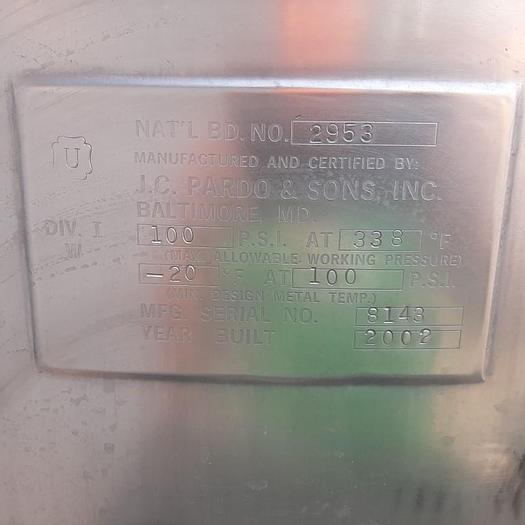 NAT'L BD. NO. 2953
U
MANUFACTURED AND CERTIFIED BY:
J.C. PARDO & SONS, INC.
BALTIMORE, MD.
DIV. I
W
100 P.S.I. AT 338 °F
(MAX. ALLOWABLE WORKING PRESSURE)
-20 °F AT 100 P.S.I.
(MIN. DESIGN METAL TEMP.)
MFG. SERIAL NO. 8143
YEAR BUILT 2002